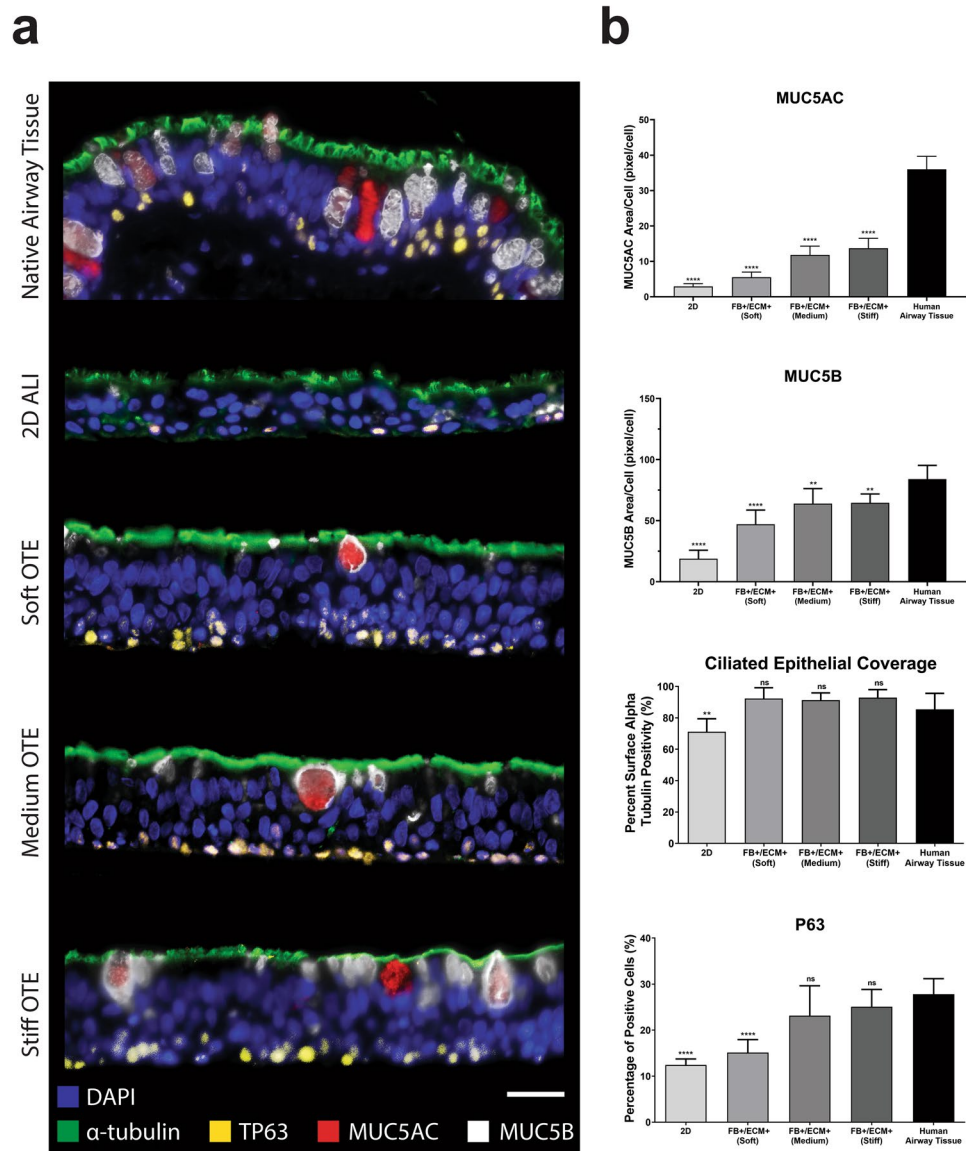 a
b
Native Airway Tissue
2D ALI
Soft OTE
Medium OTE
Stiff OTE
DAPI
α-tubulin
TP63
MUC5AC
MUC5B
MUC5AC
MUC5AC Area/Cell (pixel/cell)
40
30
20
10
0
****
****
****
****
2D
FB+/ECM+
(Soft)
FB+/ECM+
(Medium)
FB+/ECM+
(Stiff)
Human
Airway Tissue
MUC5B
MUC5B Area/Cell (pixel/cell)
150
100
50
0
****
****
**
**
2D
FB+/ECM+
(Soft)
FB+/ECM+
(Medium)
FB+/ECM+
(Stiff)
Human
Airway Tissue
Ciliated Epithelial Coverage
Percent Surface Alpha
Tubulin Positivity (%)
100
80
60
40
20
0
**
ns
ns
ns
2D
FB+/ECM+
(Soft)
FB+/ECM+
(Medium)
FB+/ECM+
(Stiff)
Human
Airway Tissue
P63
Percentage of Positive Cells (%)
40
30
20
10
0
****
****
ns
ns
2D
FB+/ECM+
(Soft)
FB+/ECM+
(Medium)
FB+/ECM+
(Stiff)
Human
Airway Tissue